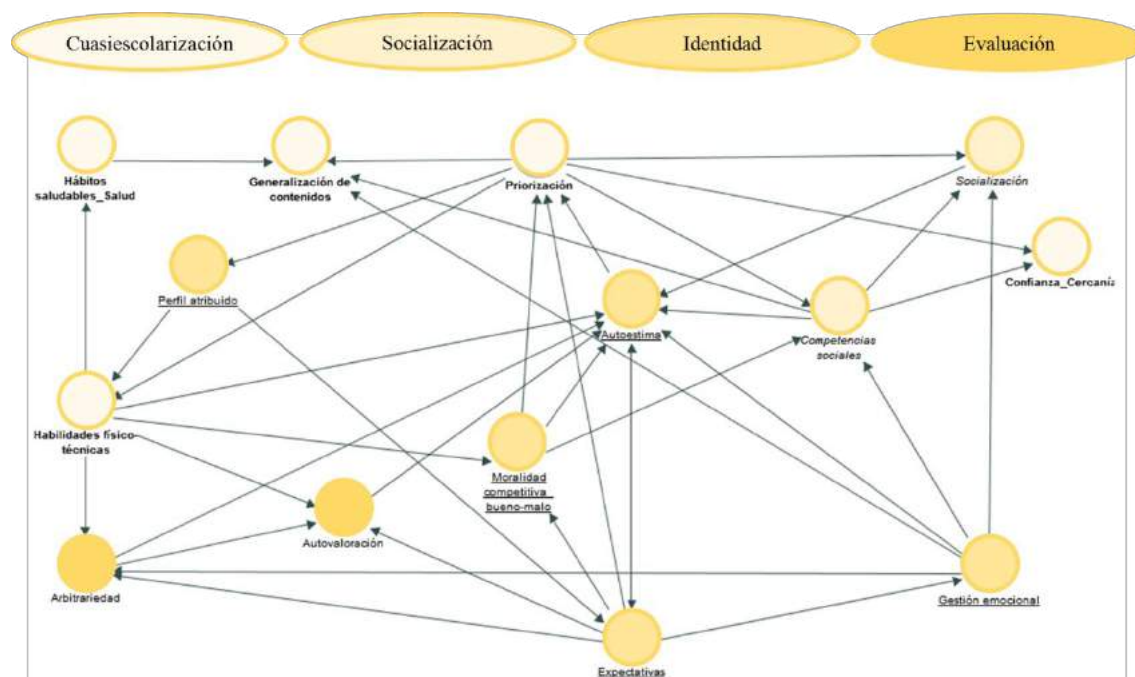 Cuasiescolarización
Socialización
Identidad
Evaluación
Hábitos
saludables_Salud
Generalización de
contenidos
Priorización
Socialización
Perfil atribuido
Confianza_Cercanía
Autoestima
Competencias
sociales
Habilidades físico-
técnicas
Moralidad
competitiva_
bueno-malo
Autovaloración
Arbitrariedad
Gestión emocional
Expectativas